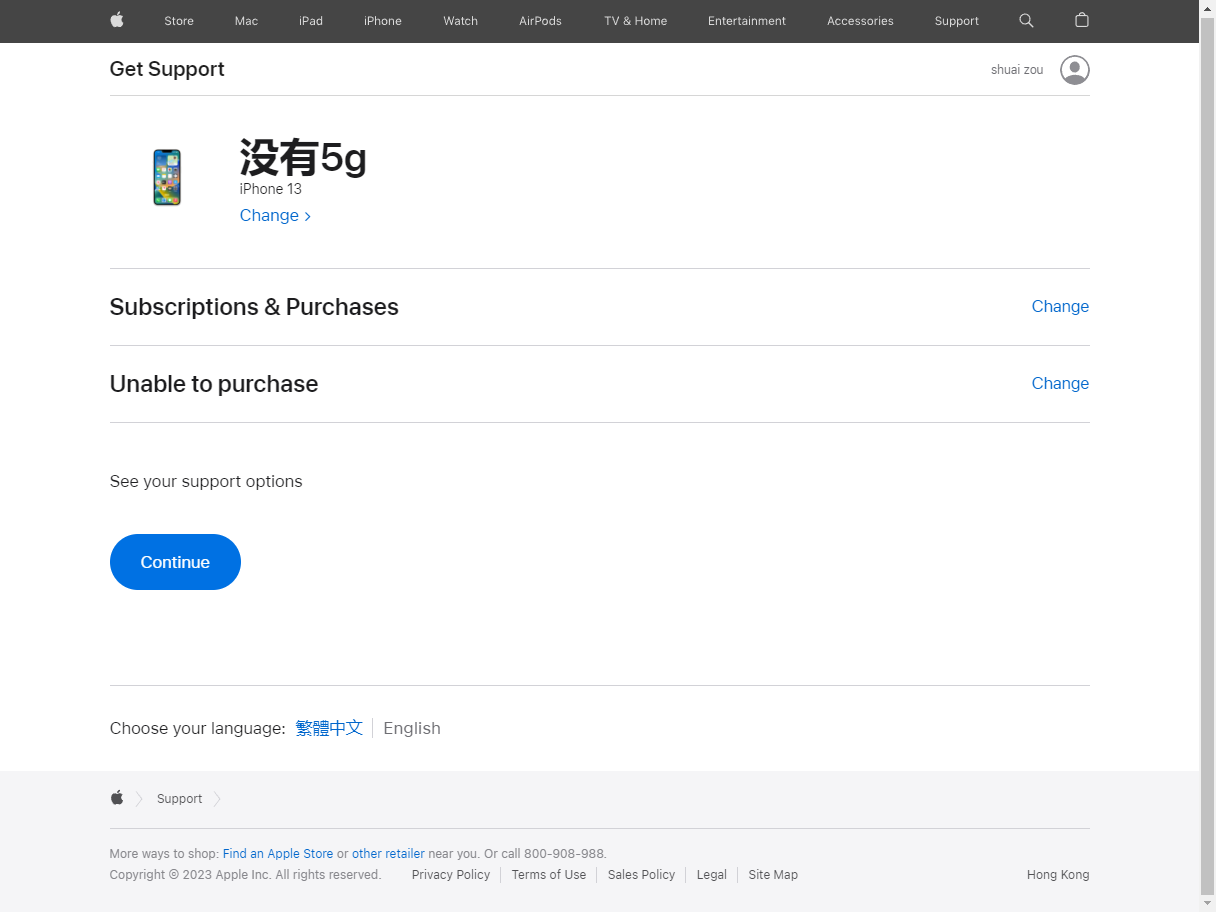 Store Mac iPad iPhone Watch AirPods TV & Home Entertainment Accessories Support
Get Support
shuai zou
没有5g
iPhone 13
Change
Subscriptions & Purchases
Change
Unable to purchase
Change
See your support options
Continue
Choose your language: 繁體中文 English
Support
More ways to shop: Find an Apple Store or other retailer near you. Or call 800-908-988.
Copyright © 2023 Apple Inc. All rights reserved. Privacy Policy Terms of Use Sales Policy Legal Site Map Hong Kong